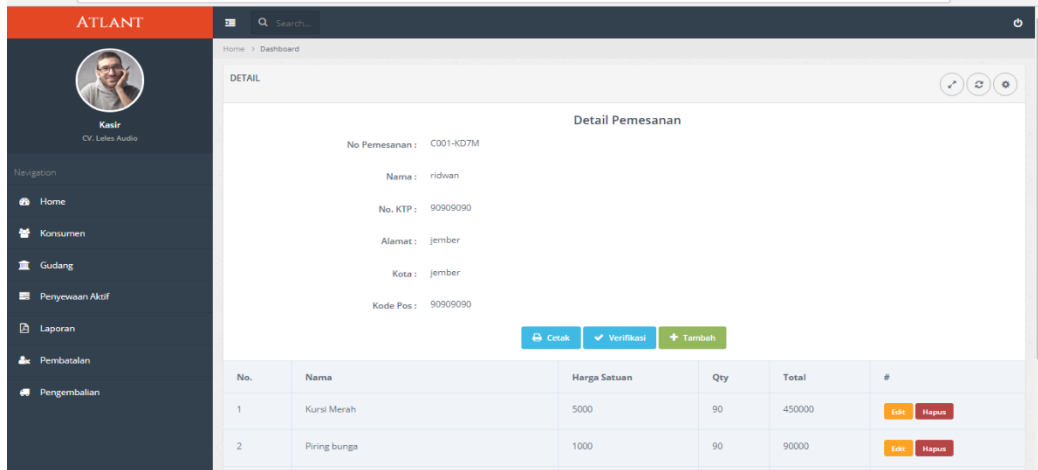 ATLANT
Search...
Home > Dashboard
Kasir
CV. Leles Audio
Navigation
Home
Konsumen
Gudang
Penyewaan Aktif
Laporan
Pembatalan
Pengembalian
DETAIL
Detail Pemesanan
No Pemesanan : C001-KD7M
Nama : ridwan
No. KTP : 90909090
Alamat : jember
Kota : jember
Kode Pos : 90909090
Cetak Verifikasi Tambah
No. Nama Harga Satuan Qty Total #
1 Kursi Merah 5000 90 450000 Edit Hapus
2 Piring bunga 1000 90 90000 Edit Hapus